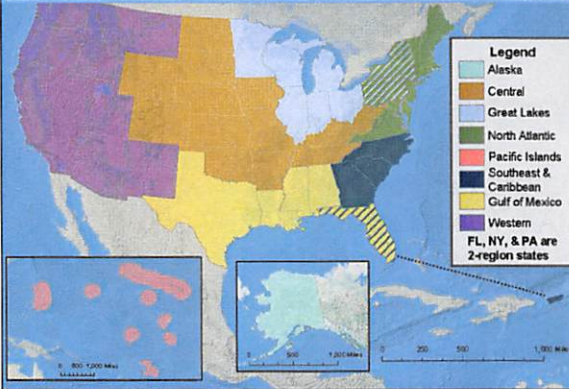 Legend
Alaska
Central
Great Lakes
North Atlantic
Pacific Islands
Southeast &
Caribbean
Gulf of Mexico
Western
FL, NY, & PA are
2-region states
0 500 1,000 Miles
0 500 1,000 Miles
0 250 500 1,000 Miles